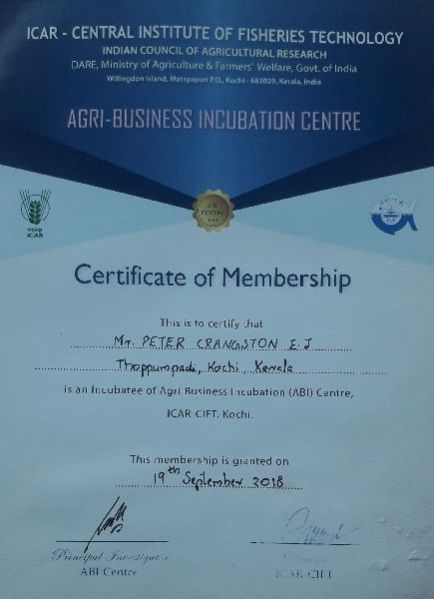 ICAR - CENTRAL INSTITUTE OF FISHERIES TECHNOLOGY
INDIAN COUNCIL OF AGRICULTURAL RESEARCH
DARE, Ministry of Agriculture & Farmers' Welfare, Govt. of India
Willingdon Island, Matsyapuri P.O., Kochi - 682029, Kerala, India
AGRI-BUSINESS INCUBATION CENTRE
ABI
CENTRE
ICAR
Certificate of Membership
This is to certify that
Mr. PETER CRANGSTON E.J
Thoppumpadi, Kochi, Kerala
is an Incubatee of Agri Business Incubation (ABI) Centre,
ICAR CIFT, Kochi.
This membership is granted on
19th September 2018
Principal Investigator
ABI Centre
ICAR CIFT